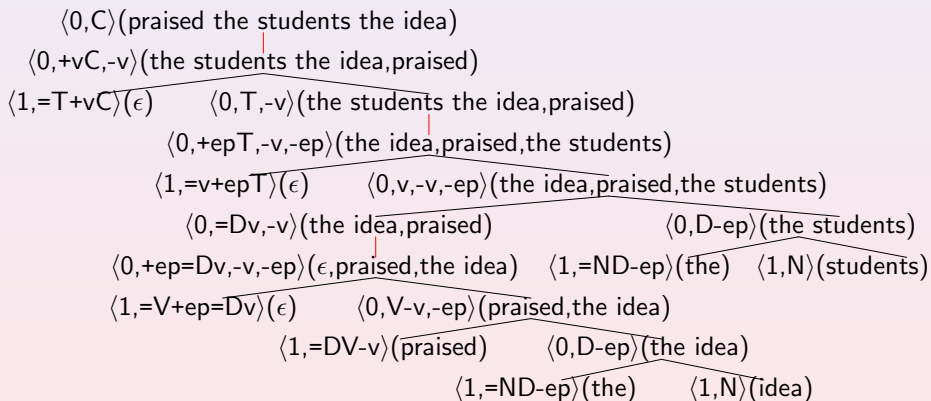 ⟨0,C⟩(praised the students the idea)
⟨0,+vC,-v⟩(the students the idea,praised)
⟨1,=T+vC⟩(ϵ) ⟨0,T,-v⟩(the students the idea,praised)
⟨0,+epT,-v,-ep⟩(the idea,praised,the students)
⟨1,=v+epT⟩(ϵ) ⟨0,v,-v,-ep⟩(the idea,praised,the students)
⟨0,=Dv,-v⟩(the idea,praised) ⟨0,D-ep⟩(the students)
⟨0,+ep=Dv,-v,-ep⟩(ϵ,praised,the idea) ⟨1,=ND-ep⟩(the) ⟨1,N⟩(students)
⟨1,=V+ep=Dv⟩(ϵ) ⟨0,V-v,-ep⟩(praised,the idea)
⟨1,=DV-v⟩(praised) ⟨0,D-ep⟩(the idea)
⟨1,=ND-ep⟩(the) ⟨1,N⟩(idea)